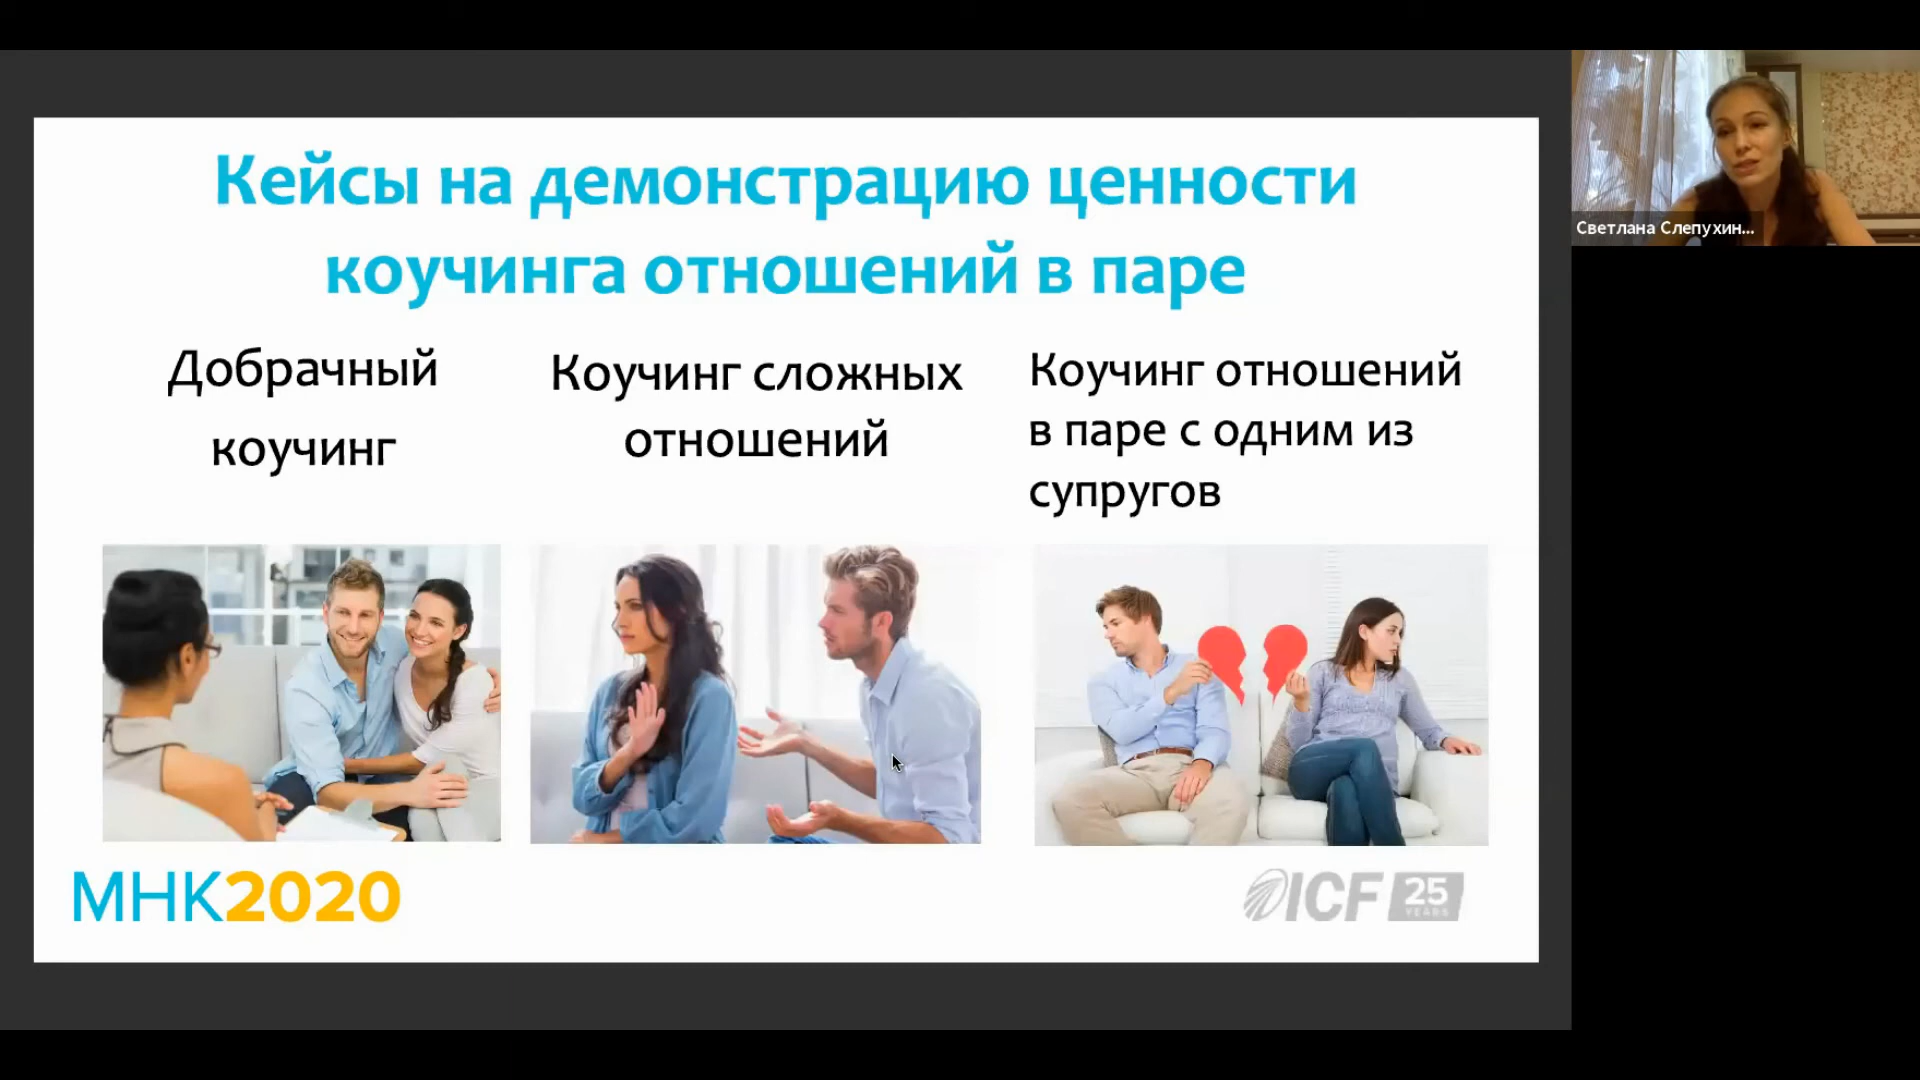 Кейсы на демонстрацию ценности
коучинга отношений в паре
Добрачный
коучинг
Коучинг сложных
отношений
Коучинг отношений
в паре с одним из
супругов
МНК2020
ICF 25
YEARS
Светлана Слепухин...